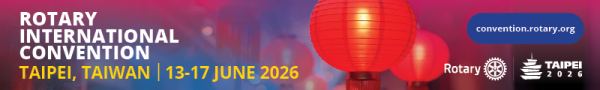 ROTARY
INTERNATIONAL
CONVENTION
TAIPEI, TAIWAN | 13-17 JUNE 2026
convention.rotary.org
Rotary
TAIPEI
2026